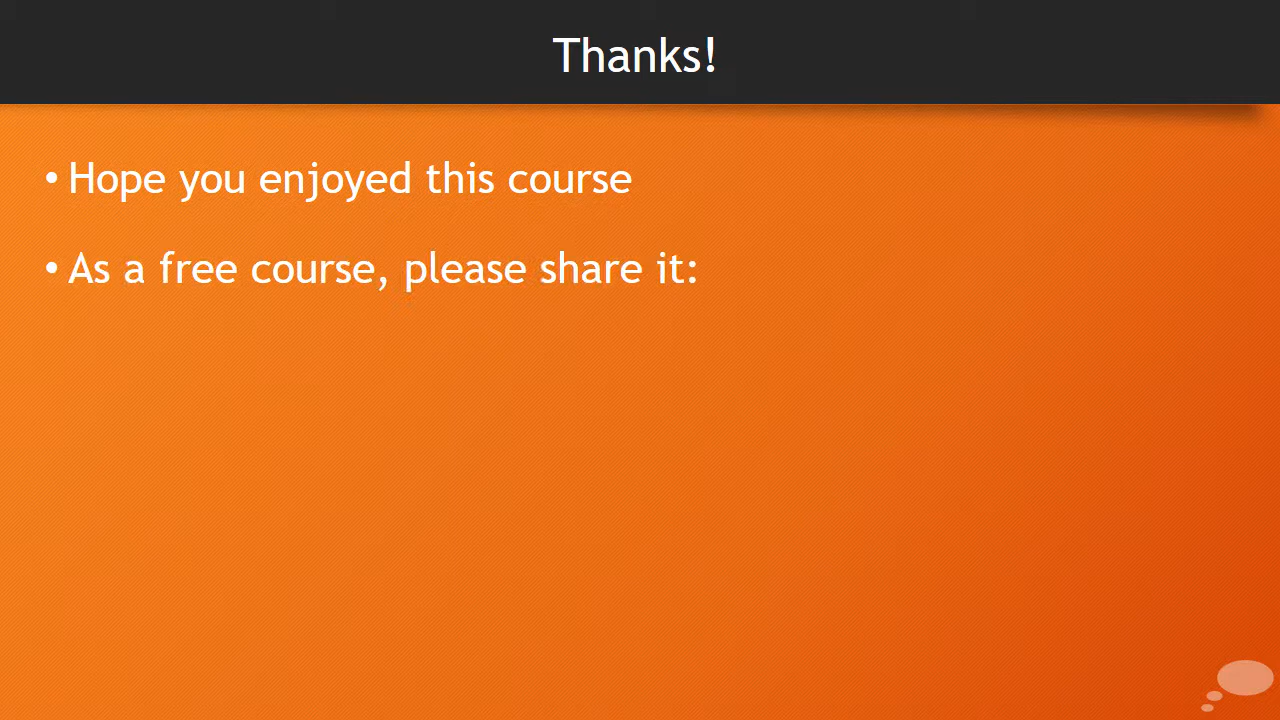 Thanks!
• Hope you enjoyed this course
• As a free course, please share it: